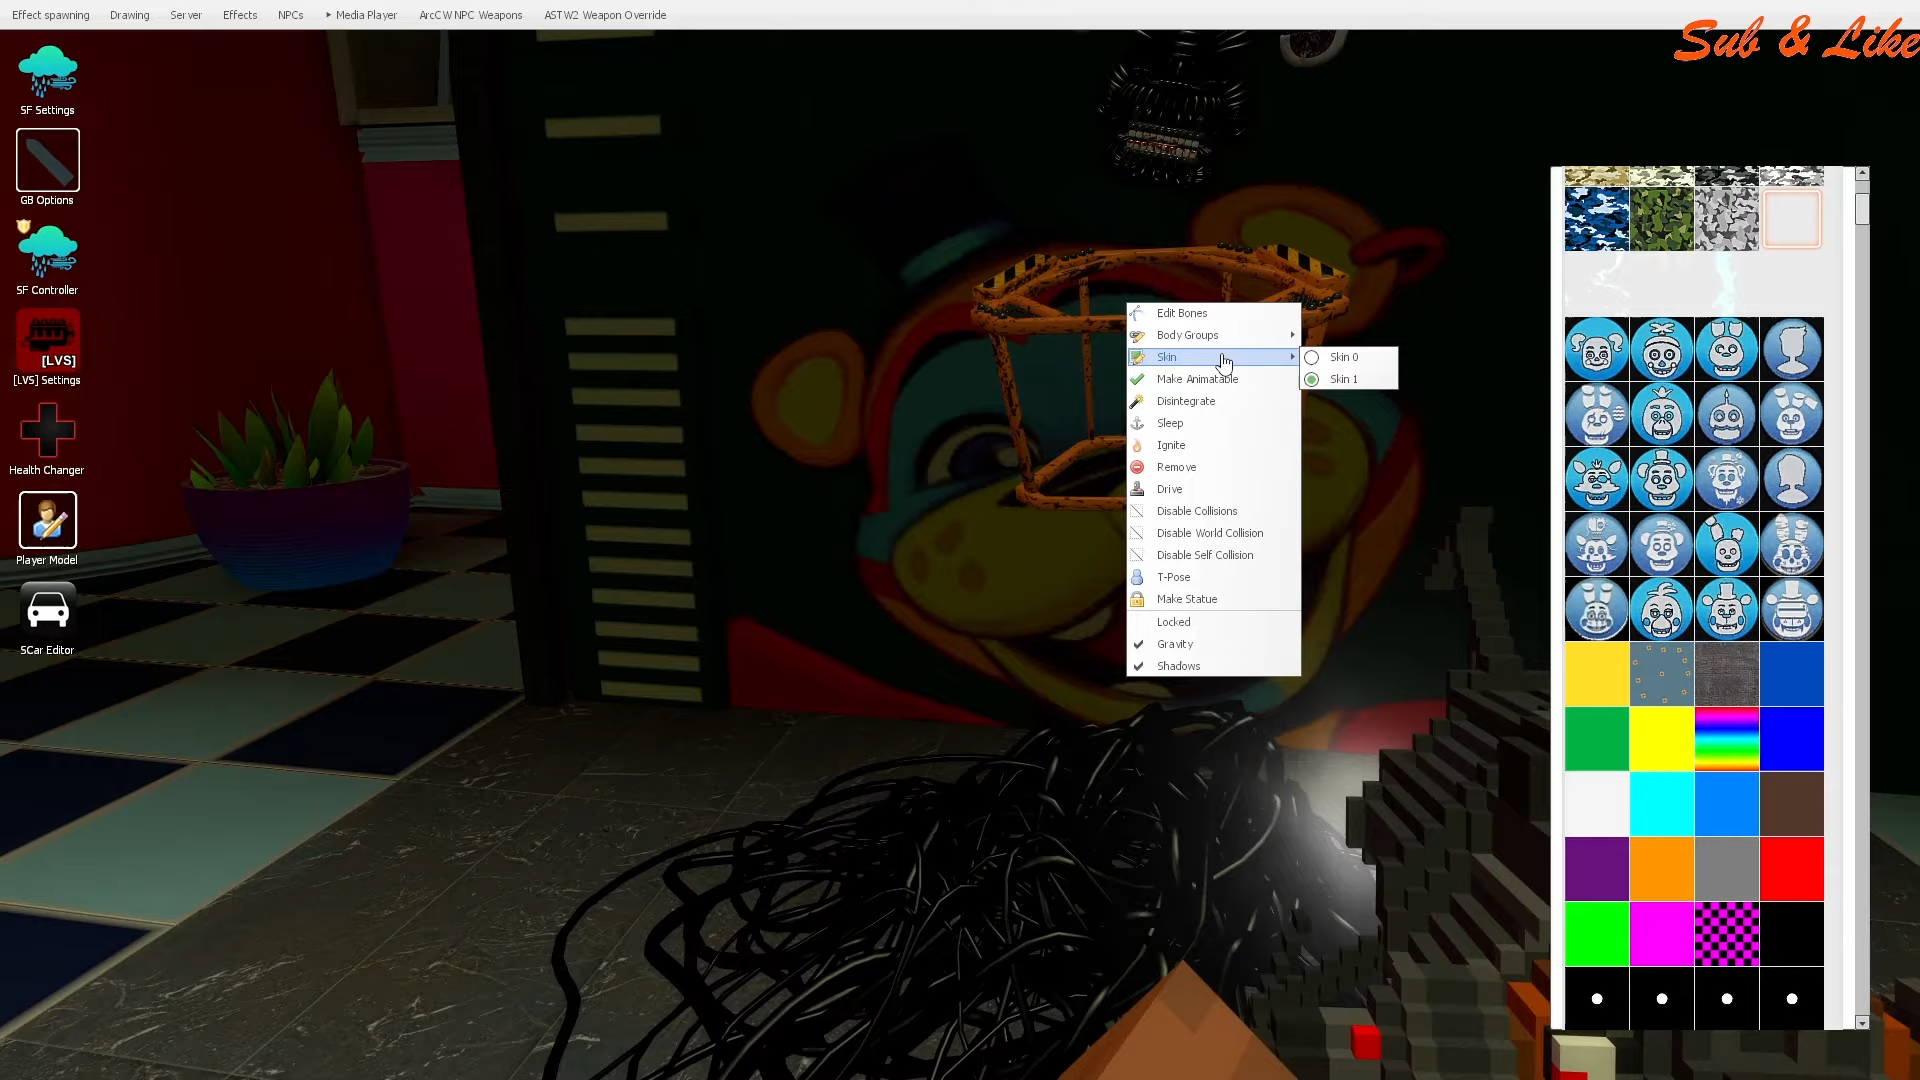 Effect spawning Drawing Server Effects NPCs Media Player ArcCW NPC Weapons ASTW2 Weapon Override
Sub & Like
SF Settings
GB Options
SF Controller
[LVS]
[LVS] Settings
Health Changer
Player Model
SCar Editor
Edit Bones
Body Groups
Skin
Make Animatable
Disintegrate
Sleep
Ignite
Remove
Drive
Disable Collisions
Disable World Collision
Disable Self Collision
T-Pose
Make Statue
Locked
Gravity
Shadows
Skin 0
Skin 1